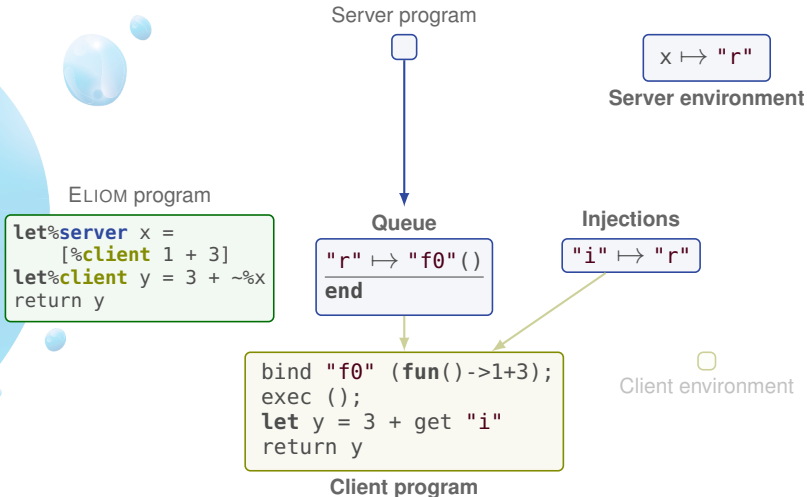 Server program
x ⟼ "r"
Server environment
ELIOM program
let%server x =
[%client 1 + 3]
let%client y = 3 + ~%x
return y
Queue
"r" ⟼ "f0"()
end
Injections
"i" ⟼ "r"
bind "f0" (fun()->1+3);
exec ();
let y = 3 + get "i"
return y
Client program
Client environment